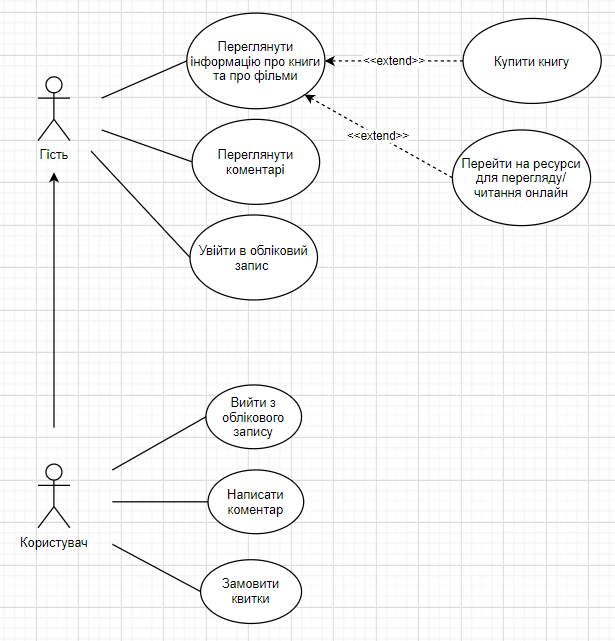 Переглянути
інформацію про книги
та про фільми
<<extend>>
Купити книгу
<<extend>>
Гість
Переглянути
коментарі
Перейти на ресурси
для перегляду/
читання онлайн
Увійти в обліковий
запис
Вийти з
облікового
запису
Написати
коментар
Користувач
Замовити
квитки